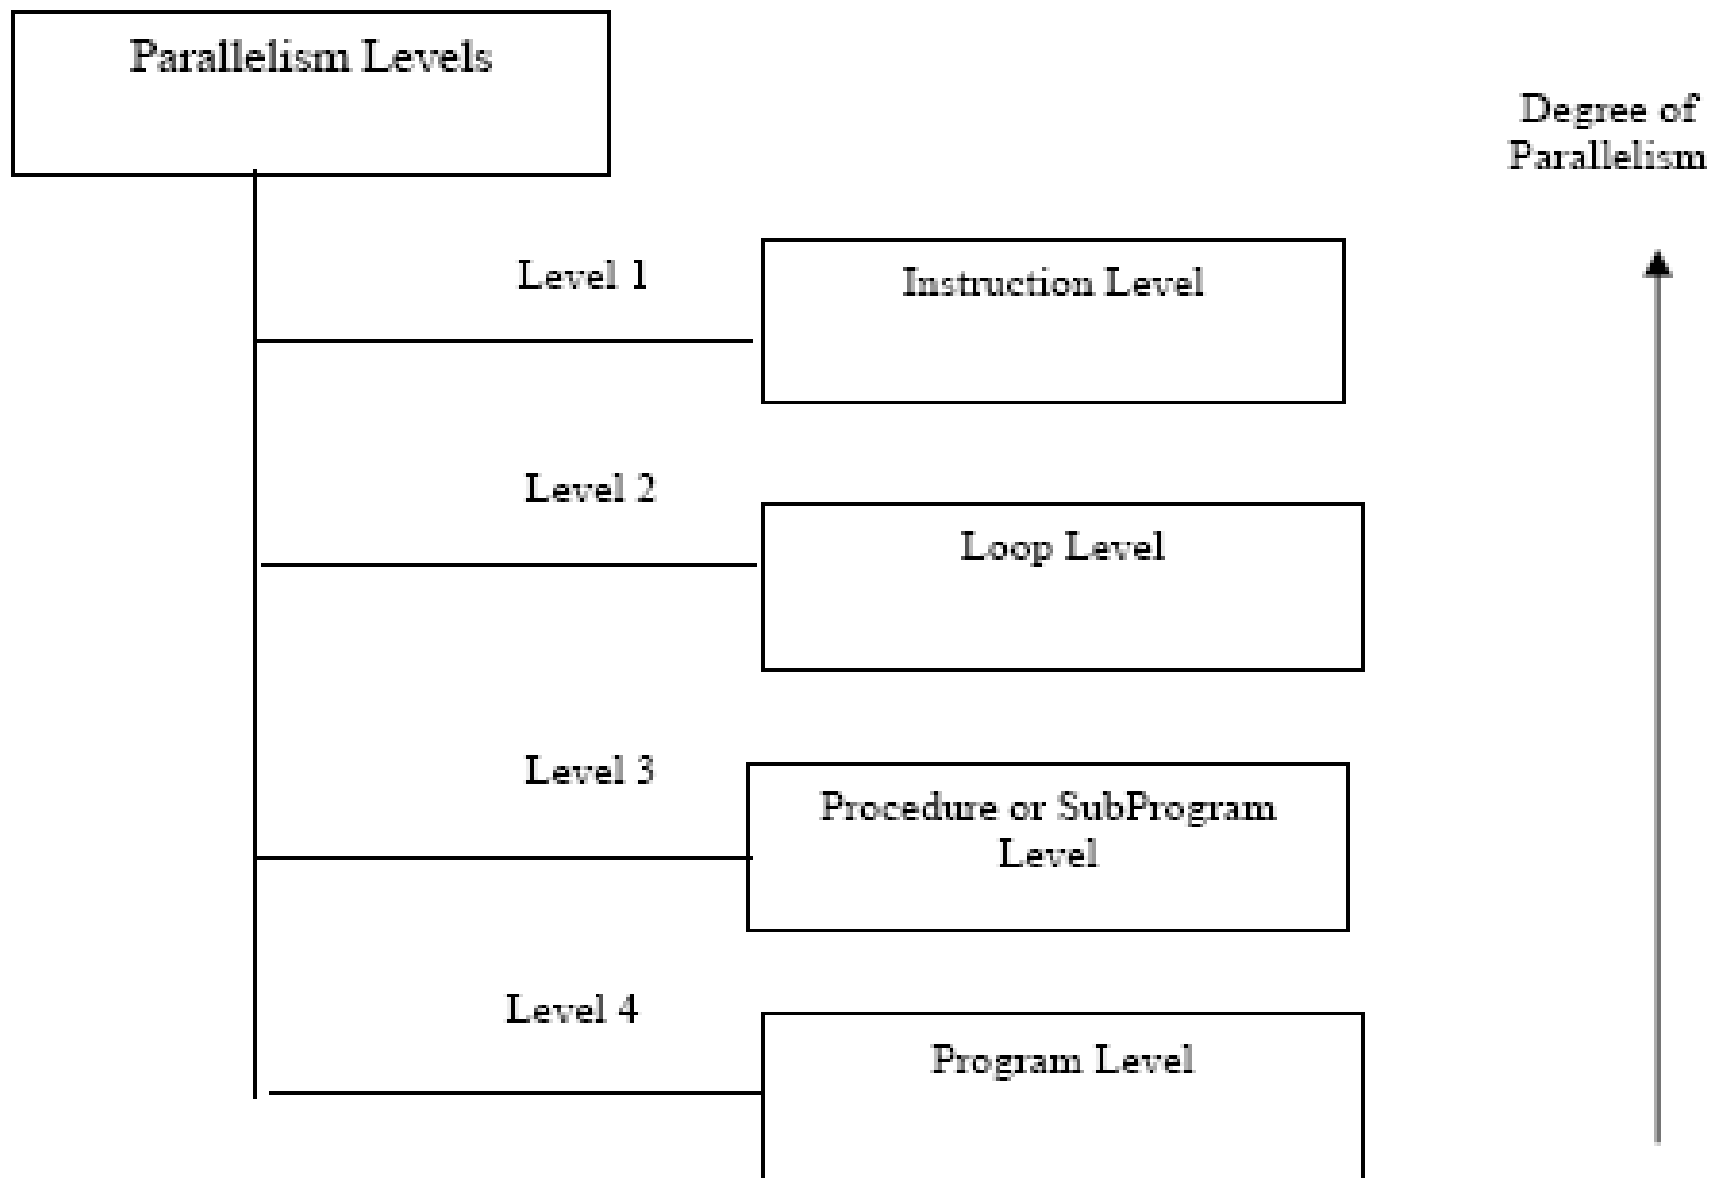 Parallelism Levels
Degree of
Parallelism
Level 1
Instruction Level
Level 2
Loop Level
Level 3
Procedure or SubProgram
Level
Level 4
Program Level